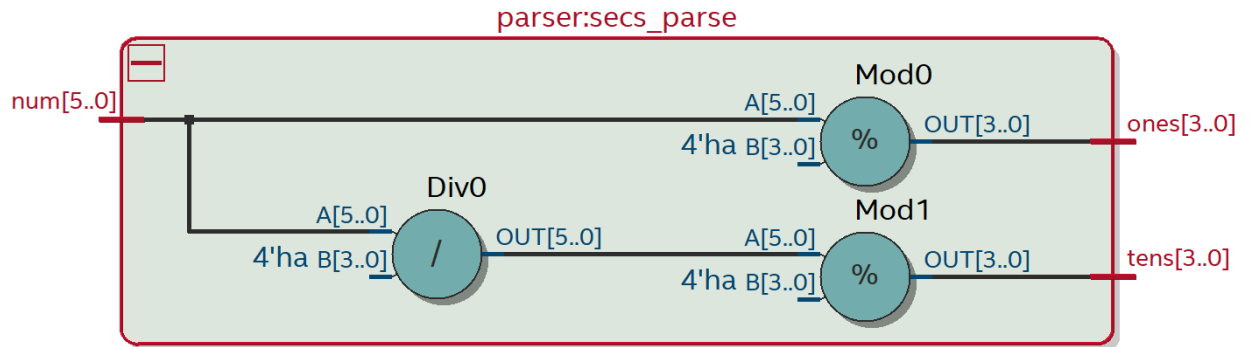 parser:secs_parse
num[5..0]
Mod0
A[5..0]
4'ha B[3..0]
%
OUT[3..0]
ones[3..0]
Div0
A[5..0]
4'ha B[3..0]
/
OUT[5..0]
Mod1
A[5..0]
4'ha B[3..0]
%
OUT[3..0]
tens[3..0]